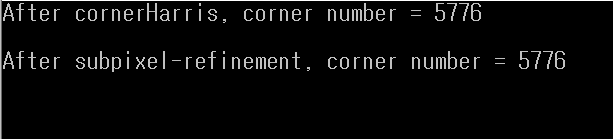 After cornerHarris, corner number = 5776
After subpixel-refinement, corner number = 5776